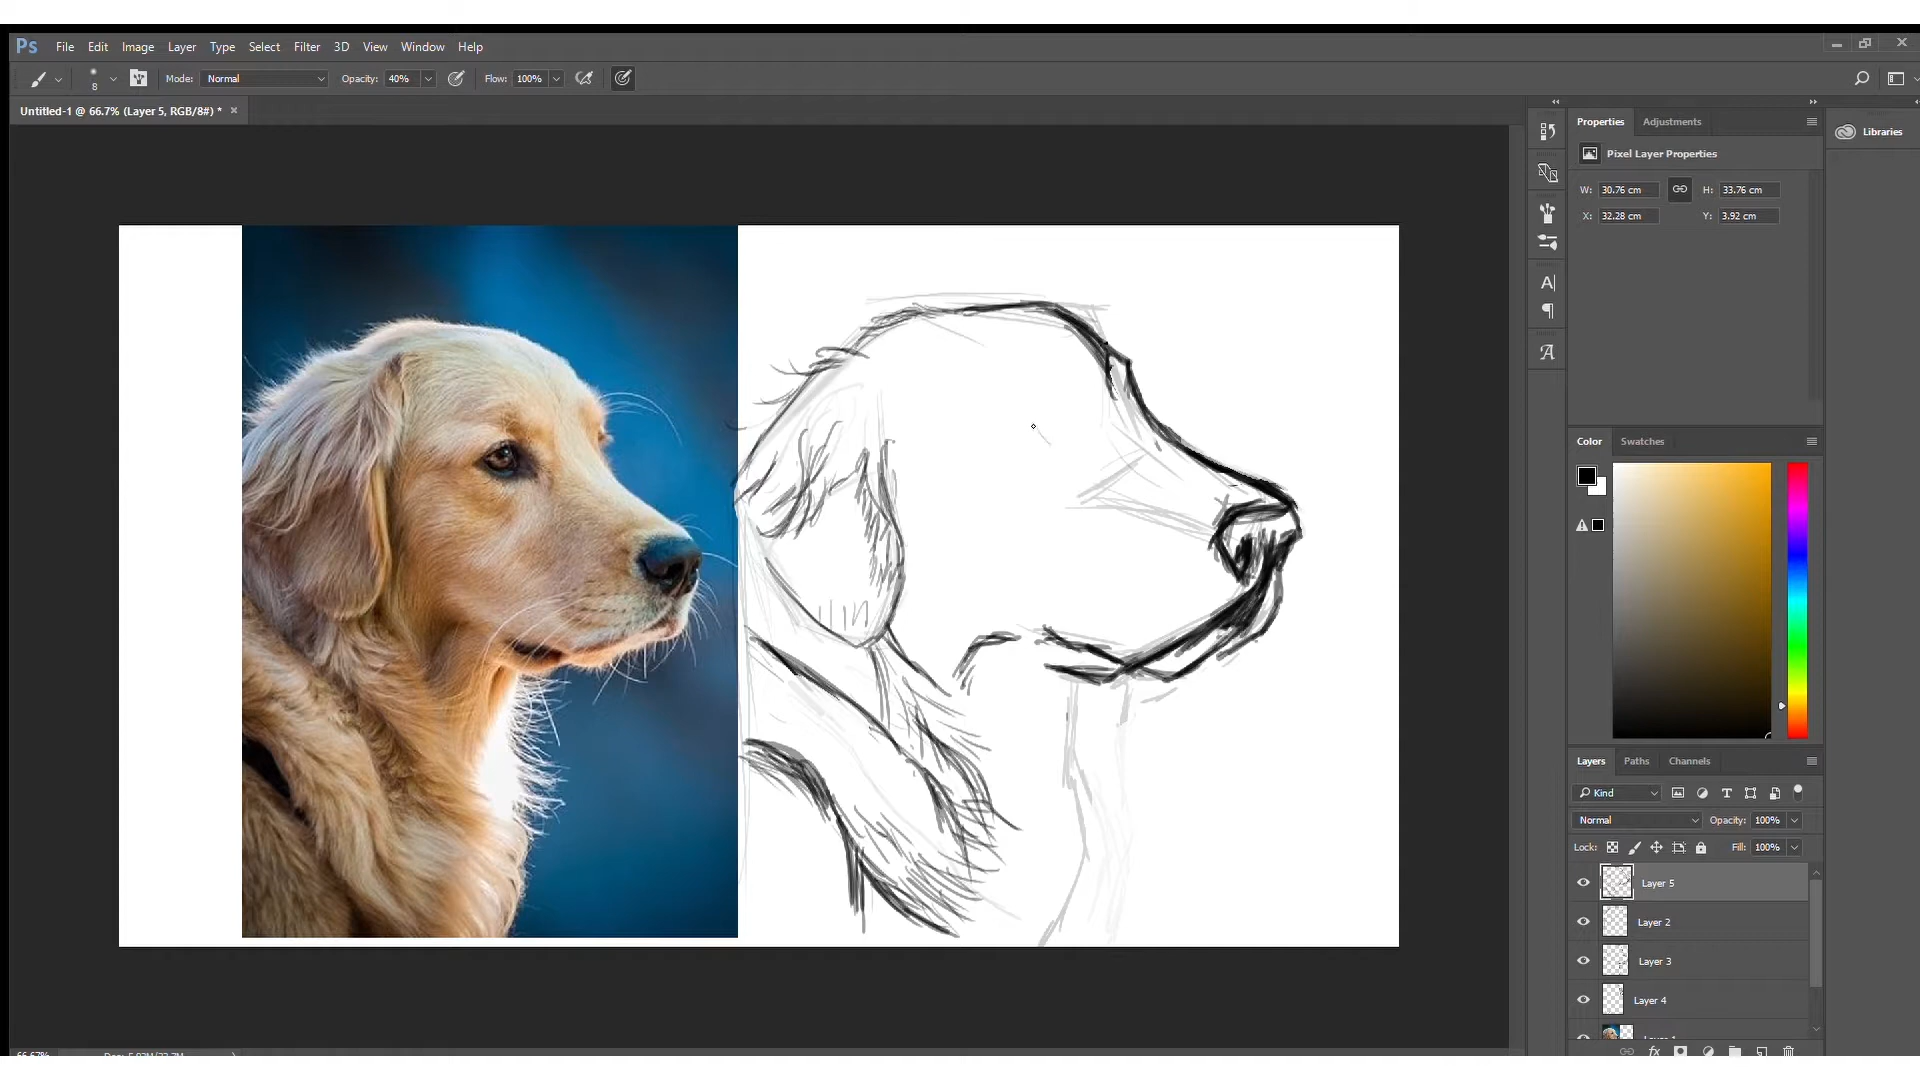 Ps File Edit Image Layer Type Select Filter 3D View Window Help
8 Mode: Normal Opacity: 40% Flow: 100%
Untitled-1 @ 66.7% (Layer 5, RGB/8#) *
Properties Adjustments
Libraries
Pixel Layer Properties
W: 30.76 cm H: 33.76 cm
X: 32.28 cm Y: 3.92 cm
Color Swatches
Layers Paths Channels
Kind
Normal Opacity: 100%
Lock: Fill: 100%
Layer 5
Layer 2
Layer 3
Layer 4
fx